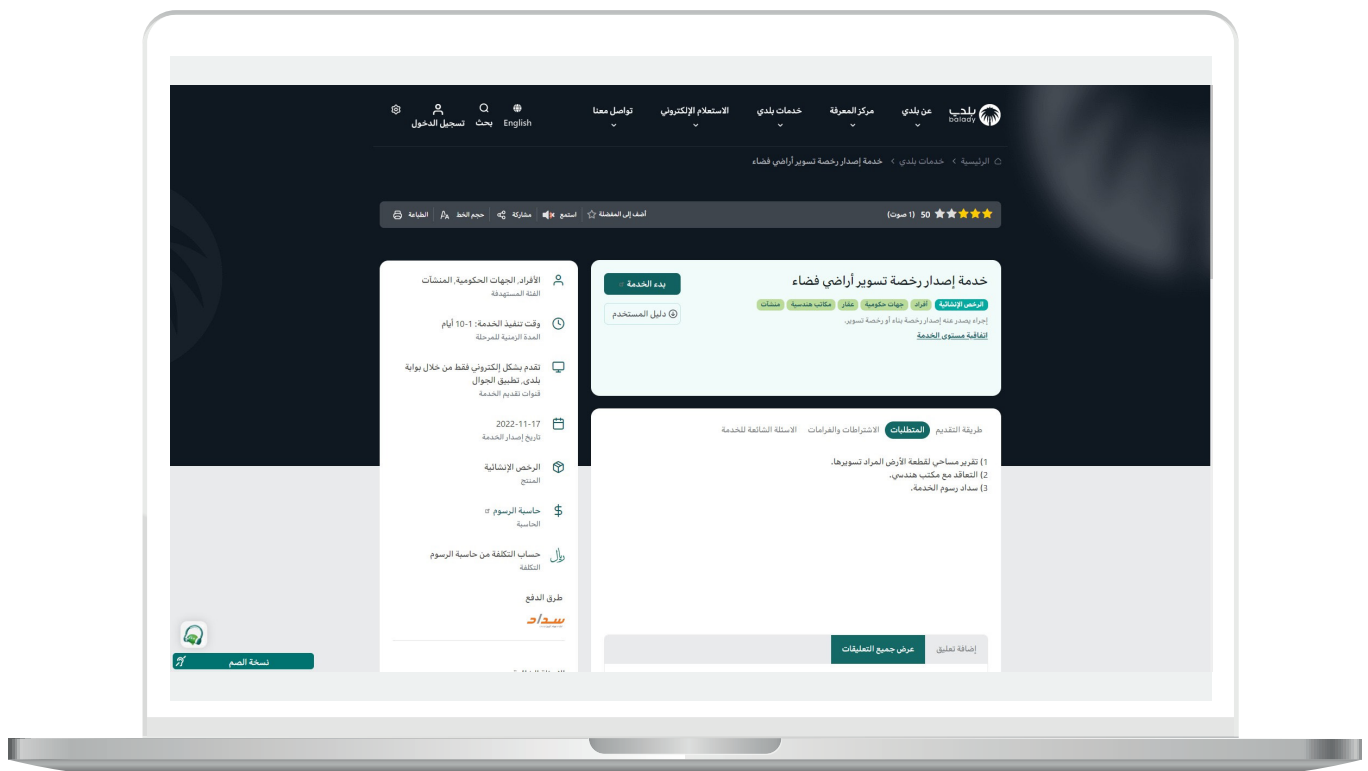 بلدي
balady
عن بلدي
مركز المعرفة
خدمات بلدي
الاستعلام الإلكتروني
تواصل معنا
English
بحث
تسجيل الدخول
الرئيسية > خدمات بلدي > خدمة إصدار رخصة تسوير أراضي فضاء
50 (1 صوت)
أضف إلى المفضلة
استمع
مشاركة
حجم الخط
الطباعة
خدمة إصدار رخصة تسوير أراضي فضاء
الرخص الإنشائية أفراد جهات حكومية عقار مكاتب هندسية منشآت
إجراء يصدر عنه إصدار رخصة بناء أو رخصة تسوير.
اتفاقية مستوى الخدمة
بدء الخدمة
دليل المستخدم
طريقة التقديم المتطلبات الاشتراطات والغرامات الاسئلة الشائعة للخدمة
1) تقرير مساحي لقطعة الأرض المراد تسويرها.
2) التعاقد مع مكتب هندسي.
3) سداد رسوم الخدمة.
إضافة تعليق
عرض جميع التعليقات
الأفراد, الجهات الحكومية, المنشآت
الفئة المستهدفة
وقت تنفيذ الخدمة: 1-10 أيام
المدة الزمنية للمرحلة
تقدم بشكل إلكتروني فقط من خلال بوابة
بلدي, تطبيق الجوال
قنوات تقديم الخدمة
2022-11-17
تاريخ إصدار الخدمة
الرخص الإنشائية
المنتج
حاسبة الرسوم
الحاسبة
حساب التكلفة من حاسبة الرسوم
التكلفة
طرق الدفع
سداد
نسخة الصم